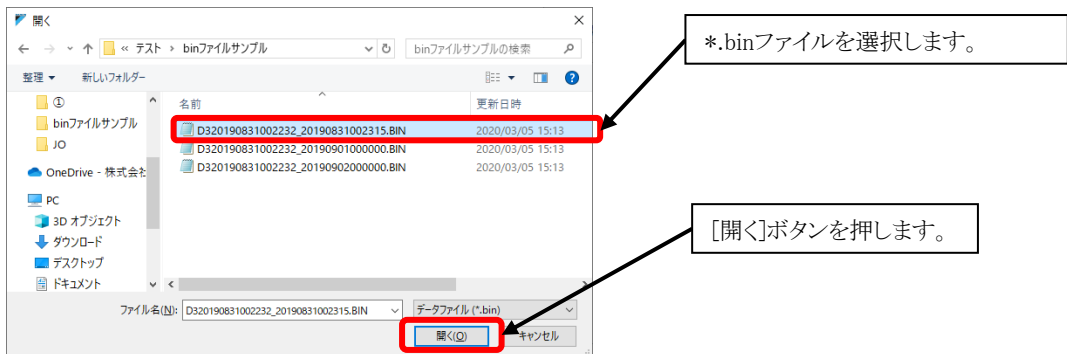 開く
« テスト › binファイルサンプル
binファイルサンプルの検索
*.binファイルを選択します。
整理 新しいフォルダー
①
名前 更新日時
binファイルサンプル
D320190831002232_20190831002315.BIN 2020/03/05 15:13
JO
D320190831002232_20190901000000.BIN 2020/03/05 15:13
D320190831002232_20190902000000.BIN 2020/03/05 15:13
OneDrive - 株式会社
PC
3D オブジェクト
ダウンロード
デスクトップ
ドキュメント
[開く]ボタンを押します。
ファイル名(N): D320190831002232_20190831002315.BIN データファイル (*.bin)
開く(O) キャンセル